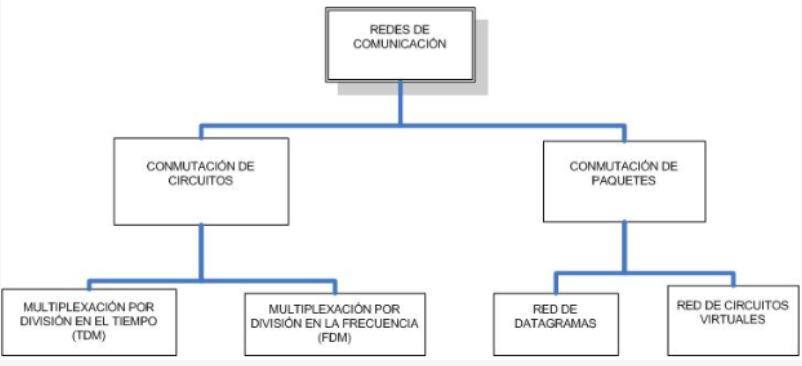 REDES DE
COMUNICACIÓN
CONMUTACIÓN DE
CIRCUITOS
CONMUTACIÓN DE
PAQUETES
MULTIPLEXACIÓN POR
DIVISIÓN EN EL TIEMPO
(TDM)
MULTIPLEXACIÓN POR
DIVISIÓN EN LA FRECUENCIA
(FDM)
RED DE
DATAGRAMAS
RED DE CIRCUITOS
VIRTUALES